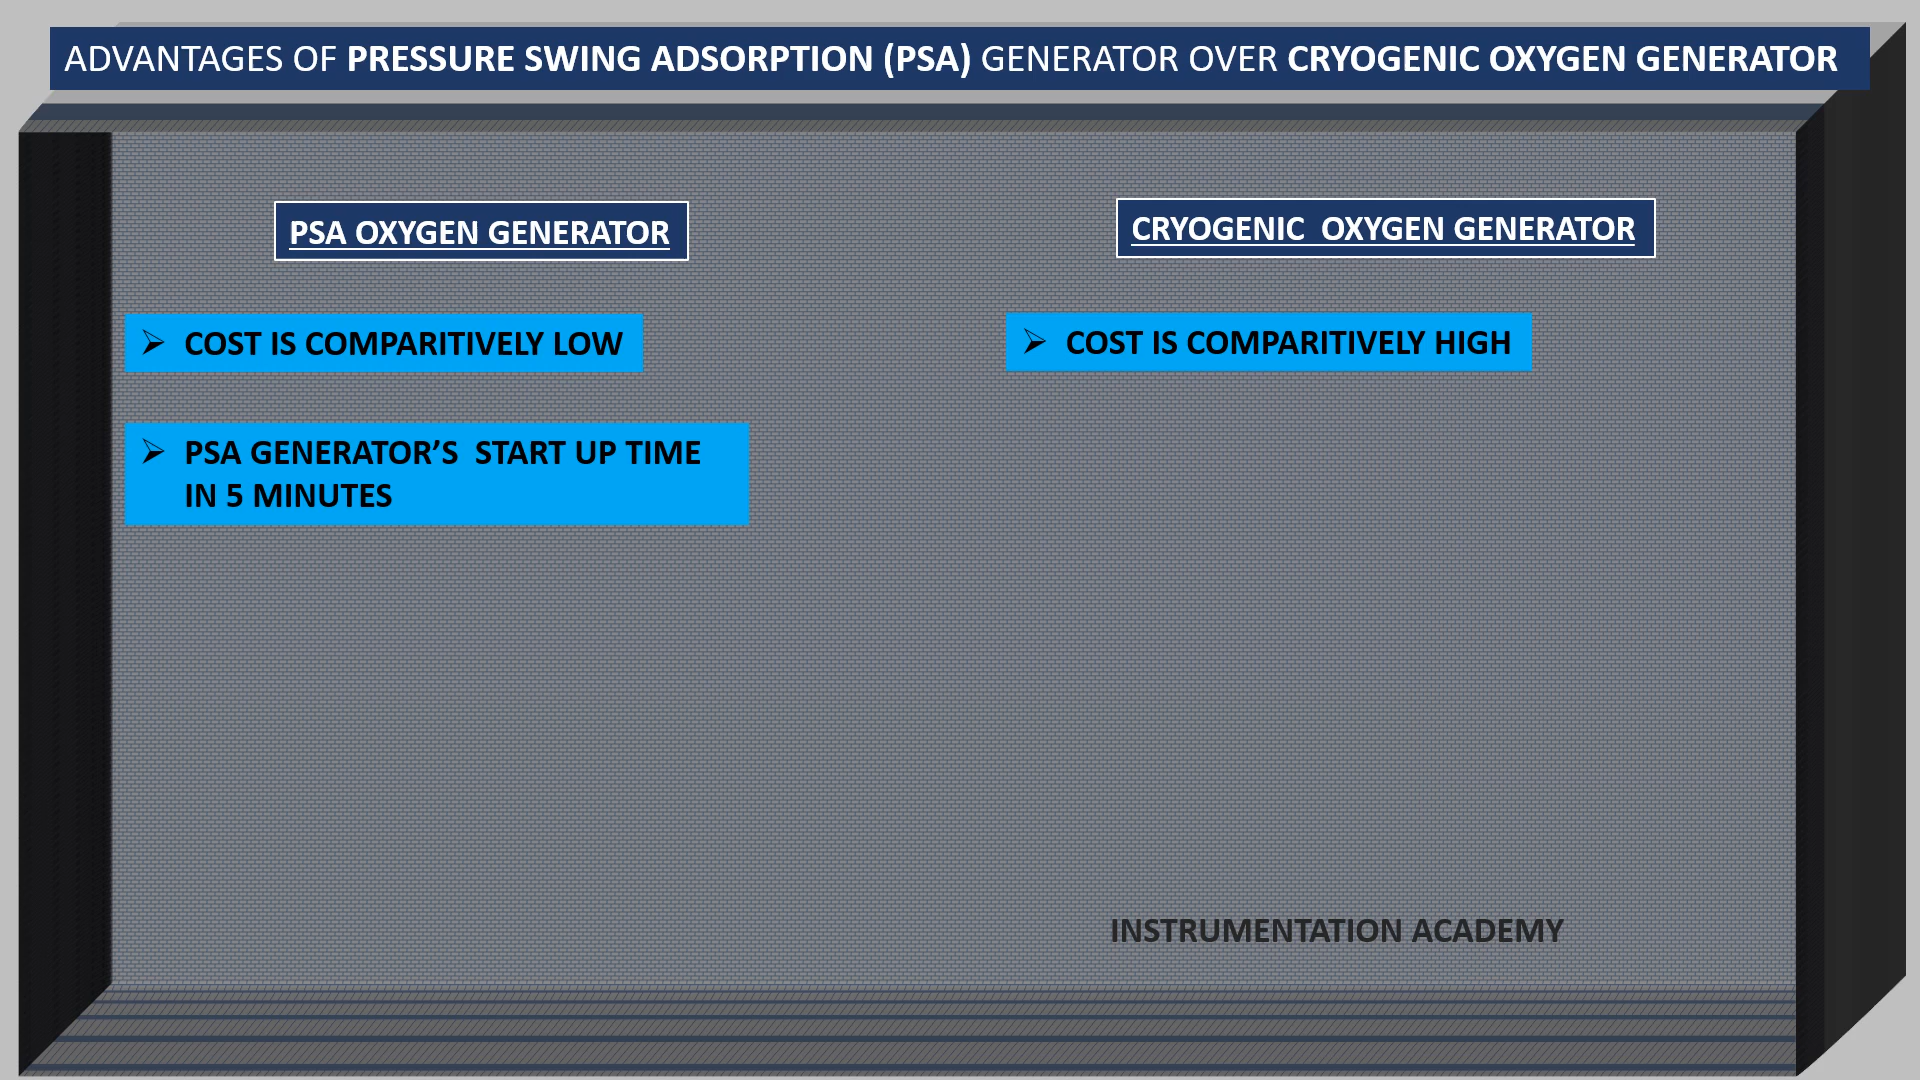 ADVANTAGES OF PRESSURE SWING ADSORPTION (PSA) GENERATOR OVER CRYOGENIC OXYGEN GENERATOR
PSA OXYGEN GENERATOR
CRYOGENIC  OXYGEN GENERATOR
➢ COST IS COMPARITIVELY LOW
➢ COST IS COMPARITIVELY HIGH
➢ PSA GENERATOR’S  START UP TIME
IN 5 MINUTES
INSTRUMENTATION ACADEMY